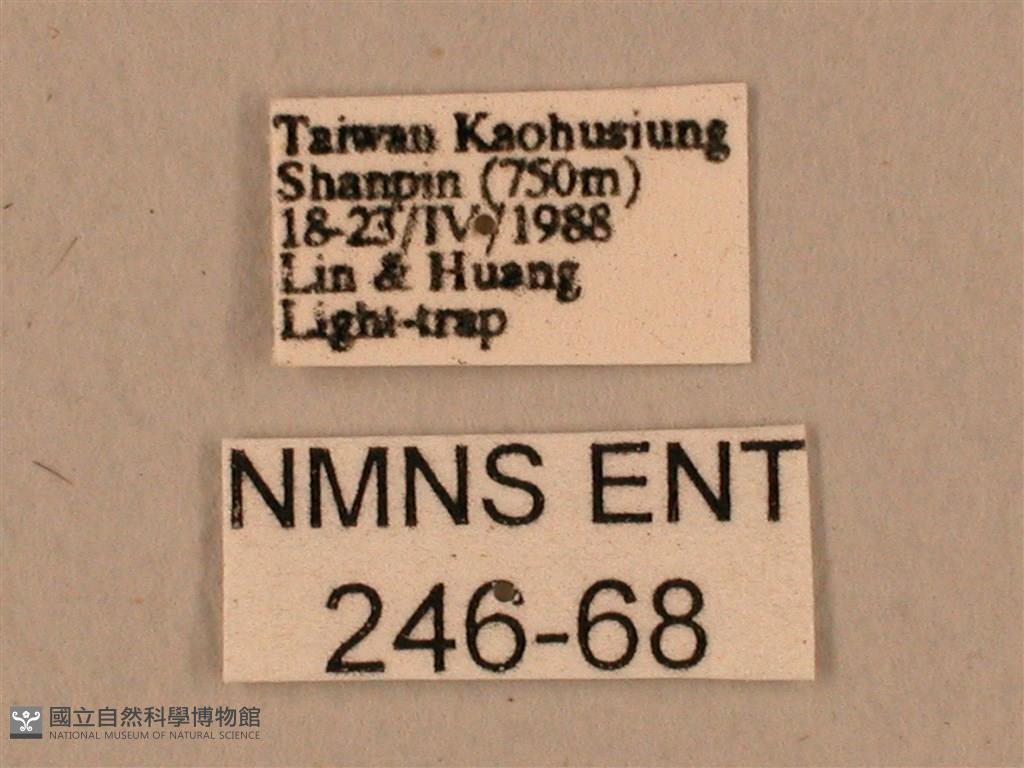 Taiwan Kaohusiung
Shanpin (750m)
18-23/IV/1988
Lin & Huang
Light-trap
NMNS ENT
246-68
國立自然科學博物館
NATIONAL MUSEUM OF NATURAL SCIENCE